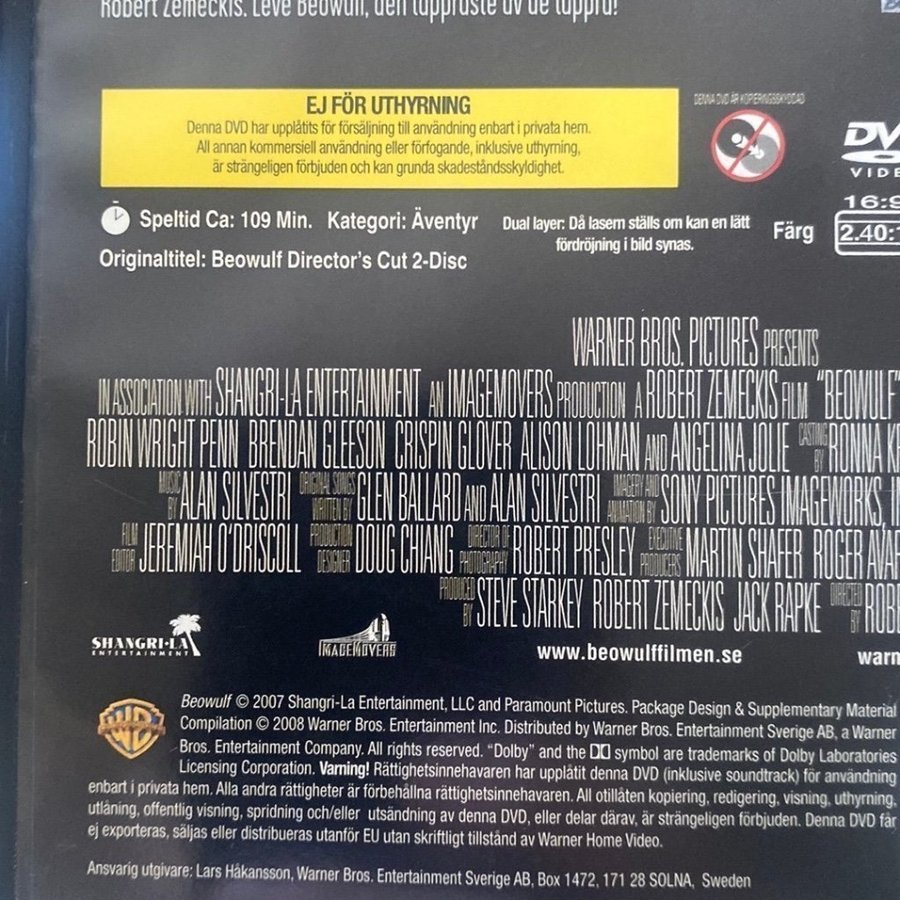 Robert Zemeckis. Leve Beowulf, den tappraste av de tappra!
EJ FÖR UTHYRNING
Denna DVD har upplåtits för försäljning till användning enbart i privata hem.
All annan kommersiell användning eller förfogande, inklusive uthyrning,
är strängeligen förbjuden och kan grunda skadeståndsskyldighet.
DENNA DVD ÄR KOPIERINGSSKYDDAD
DV
VIDE
Speltid Ca: 109 Min. Kategori: Äventyr
Dual layer: Då lasern ställs om kan en lätt
fördröjning i bild synas.
Färg
16:9
2.40:1
Originaltitel: Beowulf Director's Cut 2-Disc
WARNER BROS. PICTURES PRESENTS
IN ASSOCIATION WITH SHANGRI-LA ENTERTAINMENT AN IMAGEMOVERS PRODUCTION A ROBERT ZEMECKIS FILM "BEOWULF"
ROBIN WRIGHT PENN BRENDAN GLEESON CRISPIN GLOVER ALISON LOHMAN AND ANGELINA JOLIE CASTING BY RONNA
MUSIC BY ALAN SILVESTRI ORIGINAL SONGS WRITTEN BY GLEN BALLARD AND ALAN SILVESTRI IMAGERY AND ANIMATION BY SONY PICTURES IMAGEWORKS,
FILM EDITOR JEREMIAH O'DRISCOLL PRODUCTION DESIGNER DOUG CHIANG DIRECTOR OF PHOTOGRAPHY ROBERT PRESLEY EXECUTIVE PRODUCERS MARTIN SHAFER ROGER AVAR
PRODUCED BY STEVE STARKEY ROBERT ZEMECKIS JACK RAPKE DIRECTED BY ROB
SHANGRI-LA
ENTERTAINMENT
IMAGEMOVERS
www.beowulffilmen.se
warn
WB
Beowulf © 2007 Shangri-La Entertainment, LLC and Paramount Pictures. Package Design & Supplementary Material
Compilation © 2008 Warner Bros. Entertainment Inc. Distributed by Warner Bros. Entertainment Sverige AB, a Warner
Bros. Entertainment Company. All rights reserved. "Dolby" and the DD symbol are trademarks of Dolby Laboratories
Licensing Corporation. Varning! Rättighetsinnehavaren har upplåtit denna DVD (inklusive soundtrack) för användning
enbart i privata hem. Alla andra rättigheter är förbehållna rättighetsinnehavaren. All otillåten kopiering, redigering, visning, uthyrning,
utlåning, offentlig visning, spridning och/eller utsändning av denna DVD, eller delar därav, är strängeligen förbjuden. Denna DVD får
ej exporteras, säljas eller distribueras utanför EU utan skriftligt tillstånd av Warner Home Video.
Ansvarig utgivare: Lars Håkansson, Warner Bros. Entertainment Sverige AB, Box 1472, 171 28 SOLNA, Sweden